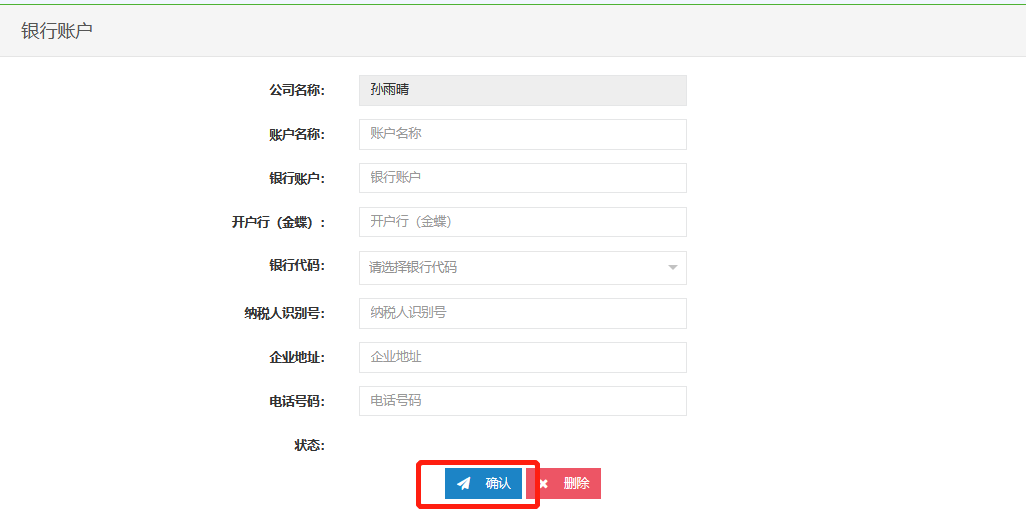 银行账户
公司名称： 孙雨晴
账户名称： 账户名称
银行账户： 银行账户
开户行（金蝶）： 开户行（金蝶）
银行代码： 请选择银行代码
纳税人识别号： 纳税人识别号
企业地址： 企业地址
电话号码： 电话号码
状态：
确认 删除